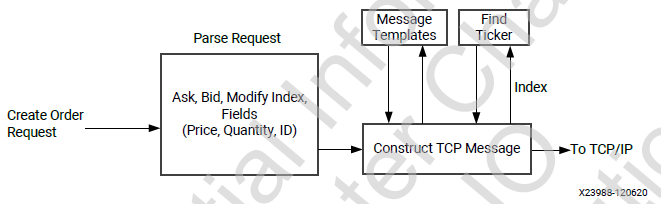 Message
Templates
Find
Ticker
Parse Request
Ask, Bid, Modify Index,
Fields
(Price, Quantity, ID)
Index
Create Order
Request
Construct TCP Message
To TCP/IP
X23988-120620